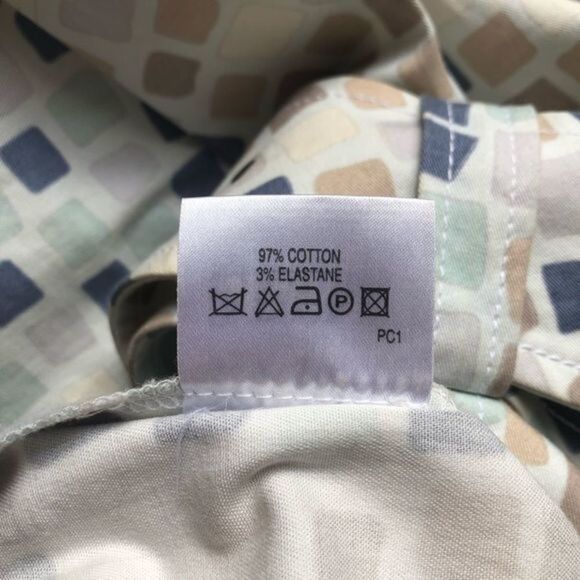 97% COTTON
3% ELASTANE
P
PC1